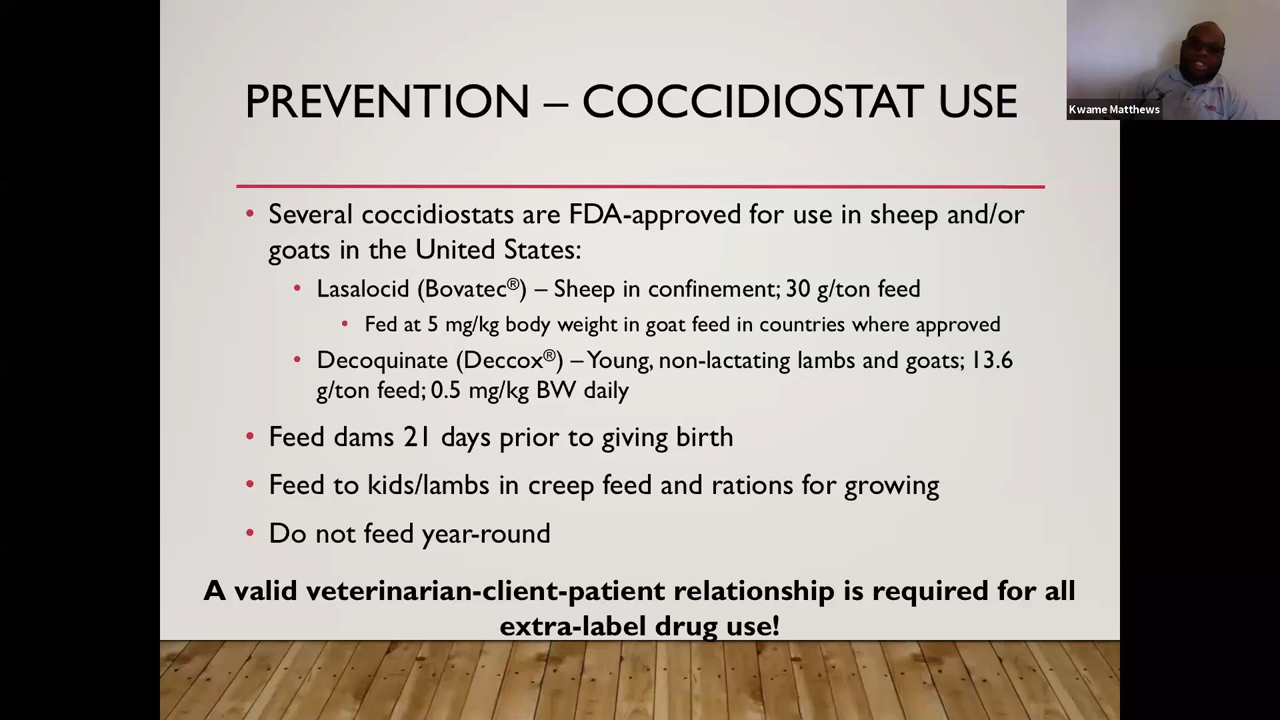 PREVENTION – COCCIDIOSTAT USE
Kwame Matthews
• Several coccidiostats are FDA-approved for use in sheep and/or
goats in the United States:
• Lasalocid (Bovatec®) – Sheep in confinement; 30 g/ton feed
• Fed at 5 mg/kg body weight in goat feed in countries where approved
• Decoquinate (Deccox®) – Young, non-lactating lambs and goats; 13.6
g/ton feed; 0.5 mg/kg BW daily
• Feed dams 21 days prior to giving birth
• Feed to kids/lambs in creep feed and rations for growing
• Do not feed year-round
A valid veterinarian-client-patient relationship is required for all
extra-label drug use!